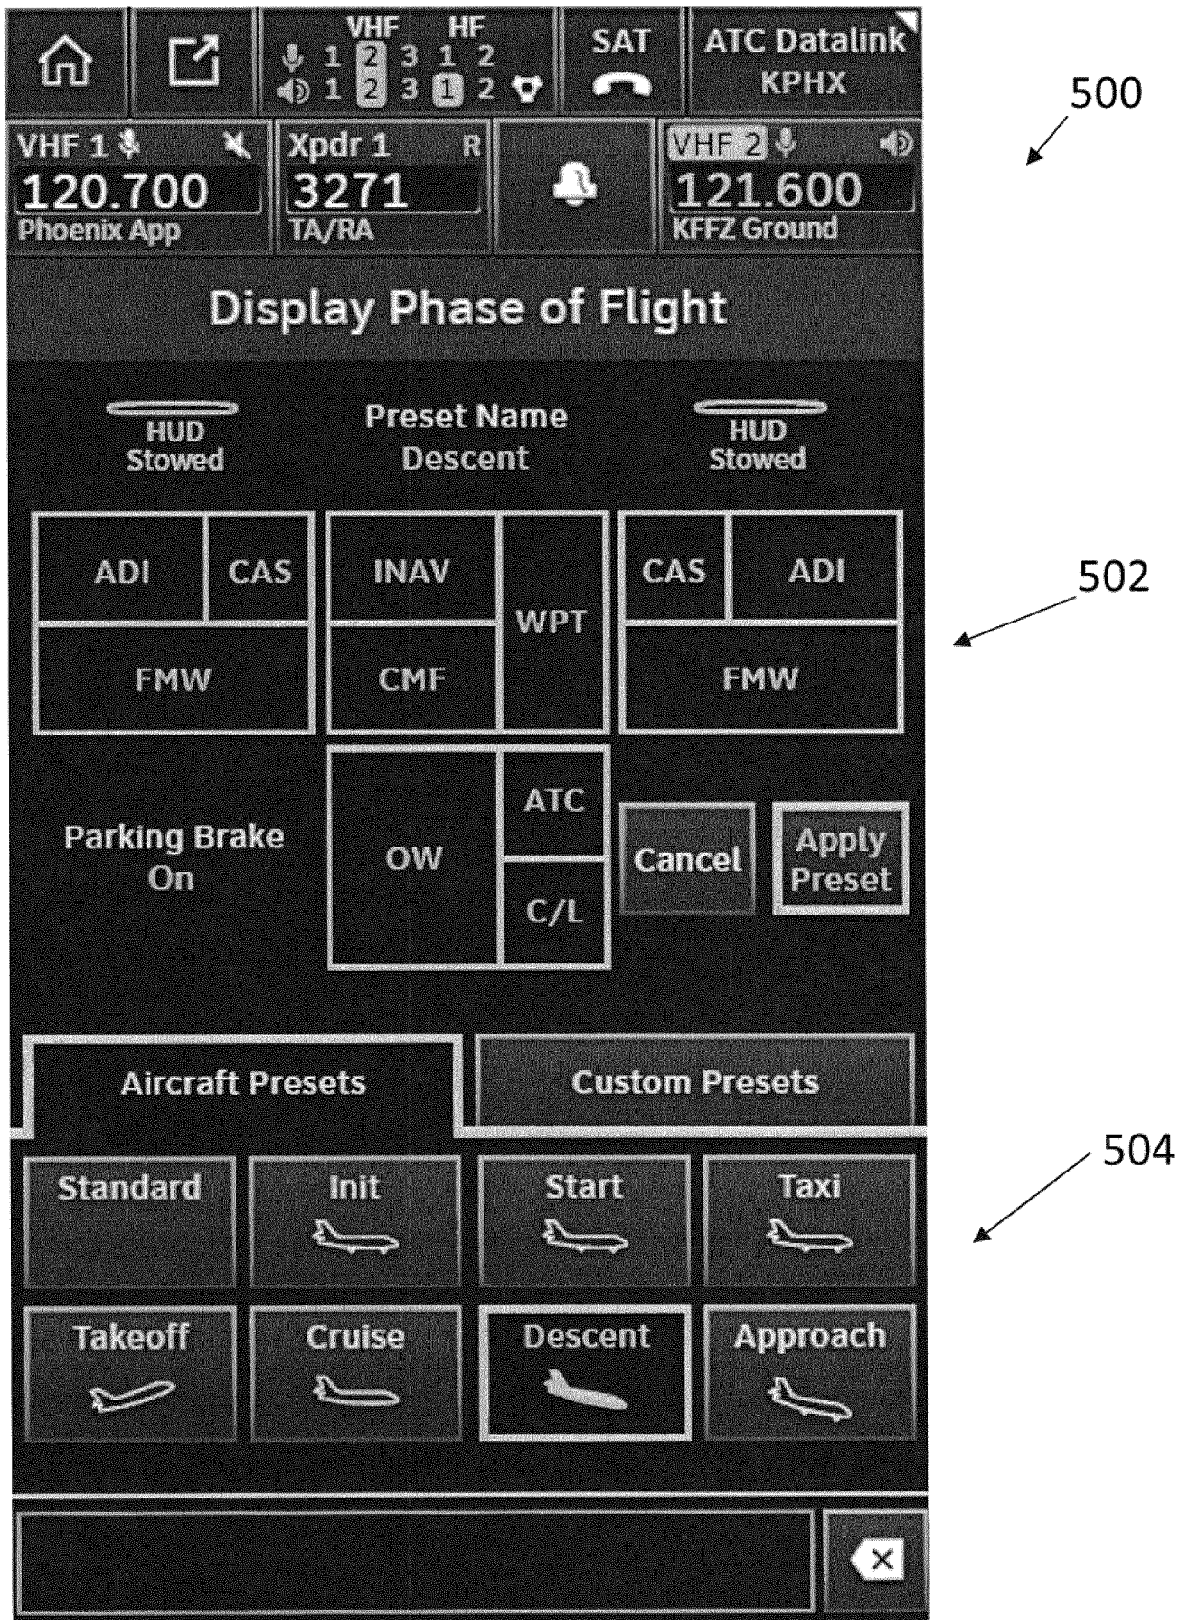 VHF HF
1 2 3 1 2
1 2 3 1 2
SAT
ATC Datalink
KPHX
500
VHF 1
120.700
Phoenix App
Xpdr 1 R
3271
TA/RA
VHF 2
121.600
KFFZ Ground
Display Phase of Flight
HUD
Stowed
Preset Name
Descent
HUD
Stowed
ADI CAS
FMW
INAV
WPT
CMF
CAS ADI
FMW
502
Parking Brake
On
OW
ATC
C/L
Cancel
Apply
Preset
Aircraft Presets
Custom Presets
504
Standard
Init
Start
Taxi
Takeoff
Cruise
Descent
Approach